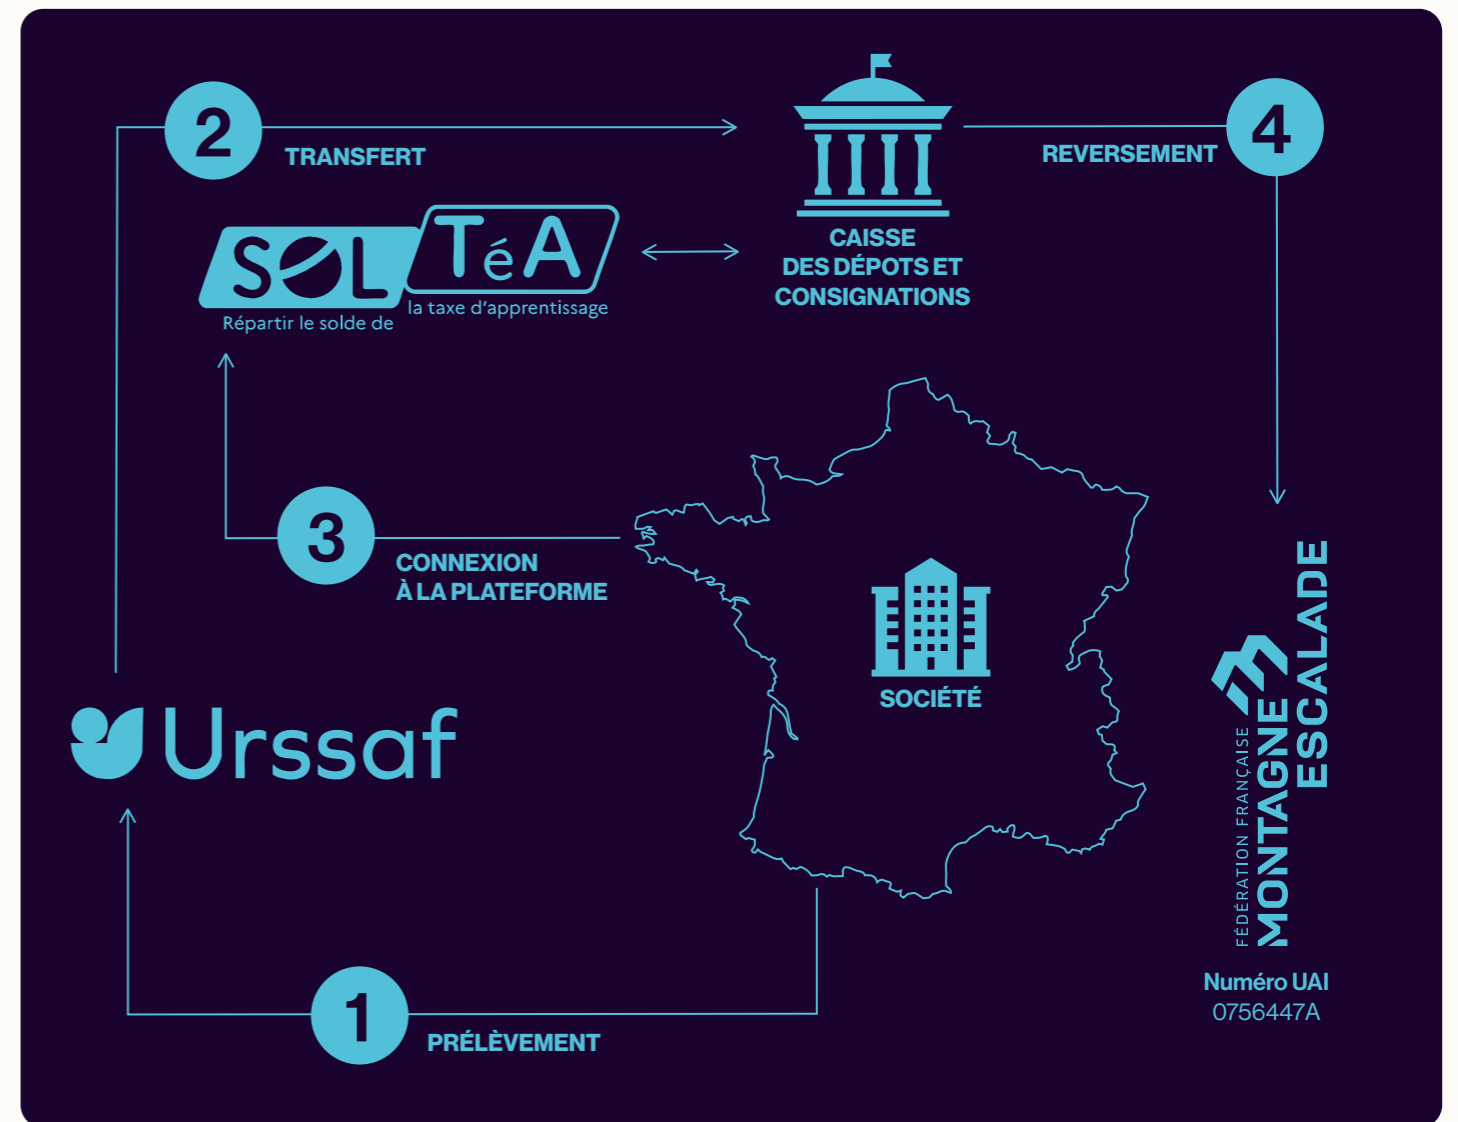 2
TRANSFERT
4
REVERSEMENT
SOL TéA
Répartir le solde de la taxe d'apprentissage
CAISSE
DES DÉPOTS ET
CONSIGNATIONS
3
CONNEXION
À LA PLATEFORME
SOCIÉTÉ
Urssaf
1
PRÉLÈVEMENT
FÉDÉRATION FRANÇAISE
MONTAGNE
ESCALADE
Numéro UAI
0756447A